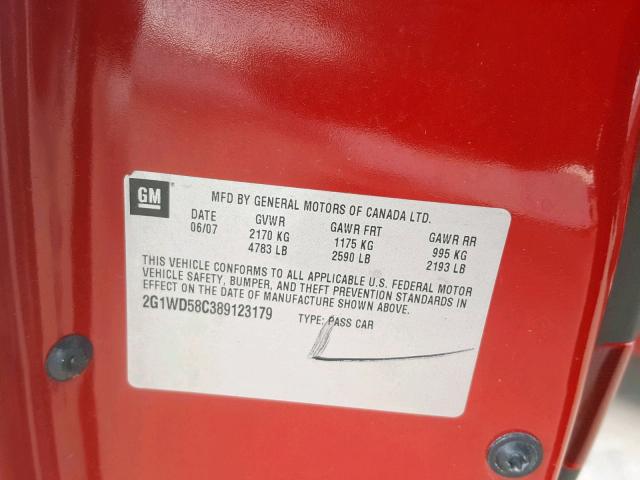 GM
MFD BY GENERAL MOTORS OF CANADA LTD.
DATE GVWR GAWR FRT GAWR RR
06/07 2170 KG 1175 KG 995 KG
4783 LB 2590 LB 2193 LB
THIS VEHICLE CONFORMS TO ALL APPLICABLE U.S. FEDERAL MOTOR
VEHICLE SAFETY, BUMPER, AND THEFT PREVENTION STANDARDS IN
EFFECT ON THE DATE OF MANUFACTURE SHOWN ABOVE.
2G1WD58C389123179 TYPE: PASS CAR